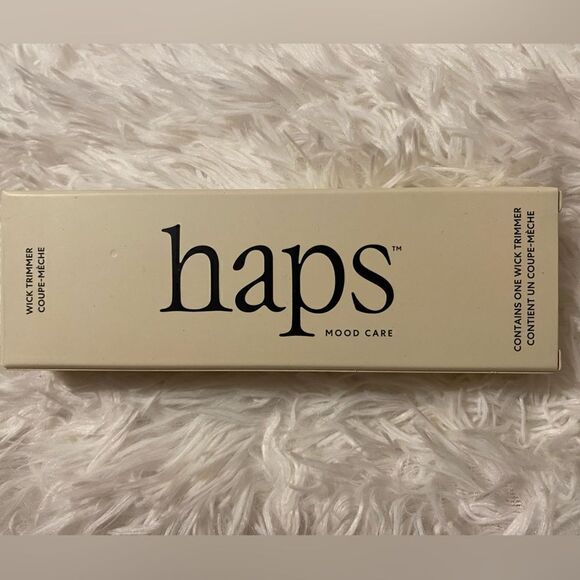 WICK TRIMMER
COUPE-MÈCHE
haps™
MOOD CARE
CONTAINS ONE WICK TRIMMER
CONTIENT UN COUPE-MÈCHE